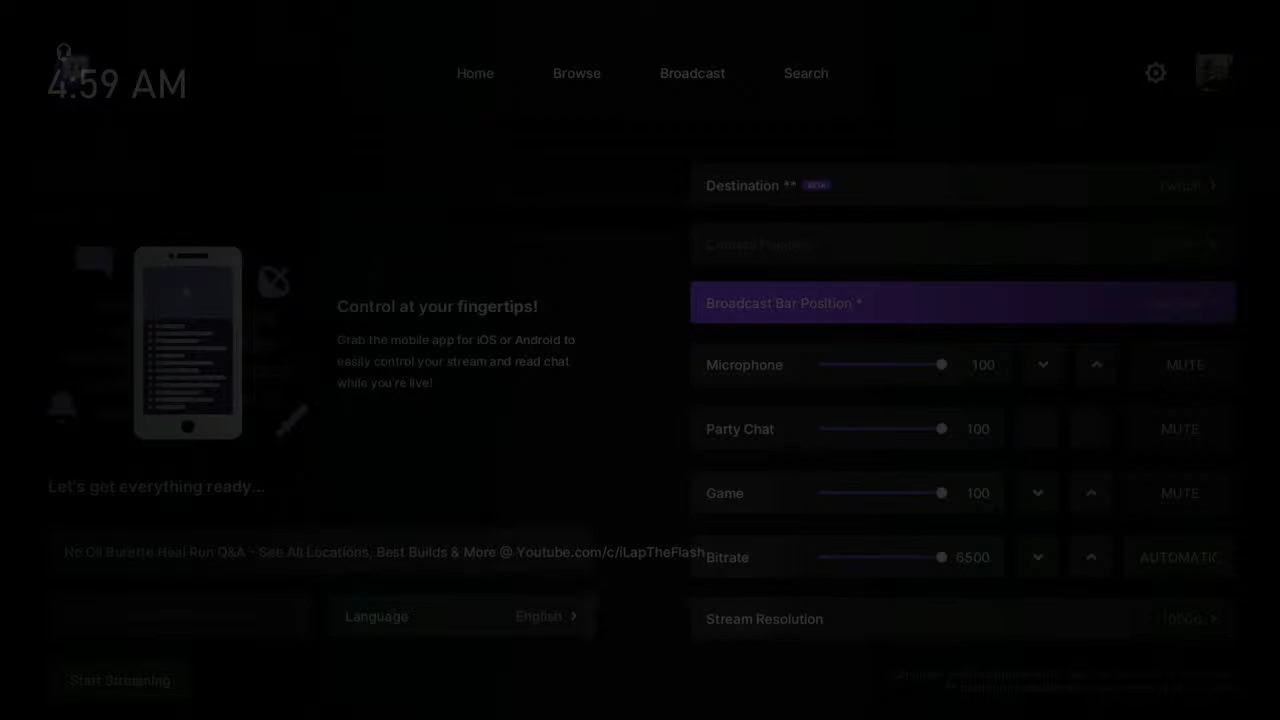 4:59 AM
Home
Browse
Broadcast
Search
Destination ** BETA
Twitch
Broadcast Bar Position *
Control at your fingertips!
Grab the mobile app for iOS or Android to
easily control your stream and read chat
while you're live!
Microphone 100 MUTE
Party Chat 100 MUTE
Let's get everything ready...
Game 100 MUTE
No Oil Burette Heal Run Q&A - See All Locations, Best Builds & More @ Youtube.com/c/iLapTheFlash
Bitrate 6500 AUTOMATIC
Language English
Stream Resolution
Start Streaming